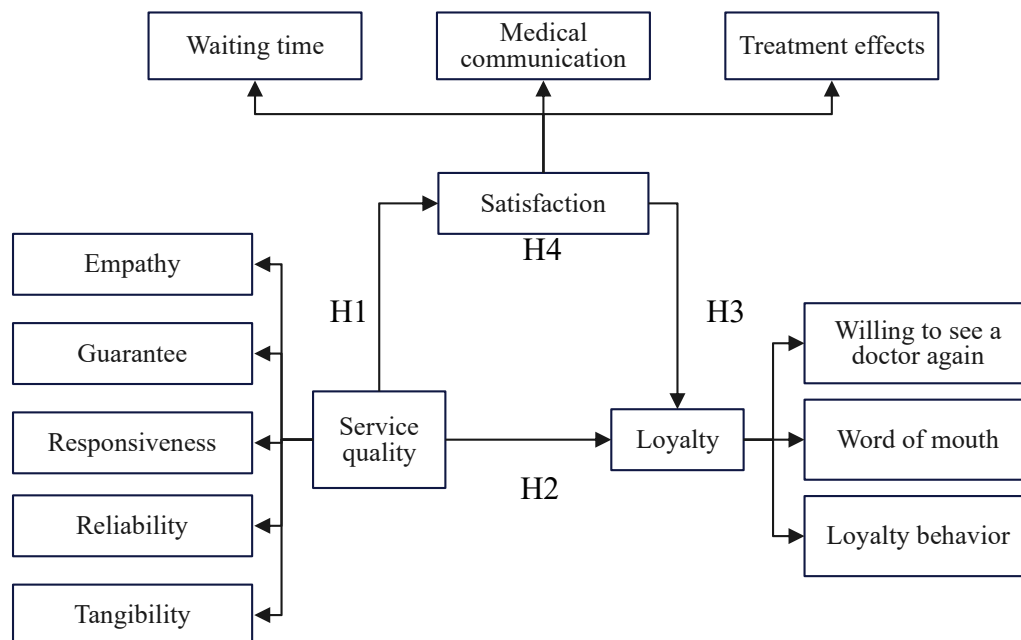 Waiting time
Medical
communication
Treatment effects
Satisfaction
H4
Empathy
H1
H3
Guarantee
Willing to see a
doctor again
Responsiveness
Service
quality
Loyalty
Word of mouth
H2
Reliability
Loyalty behavior
Tangibility